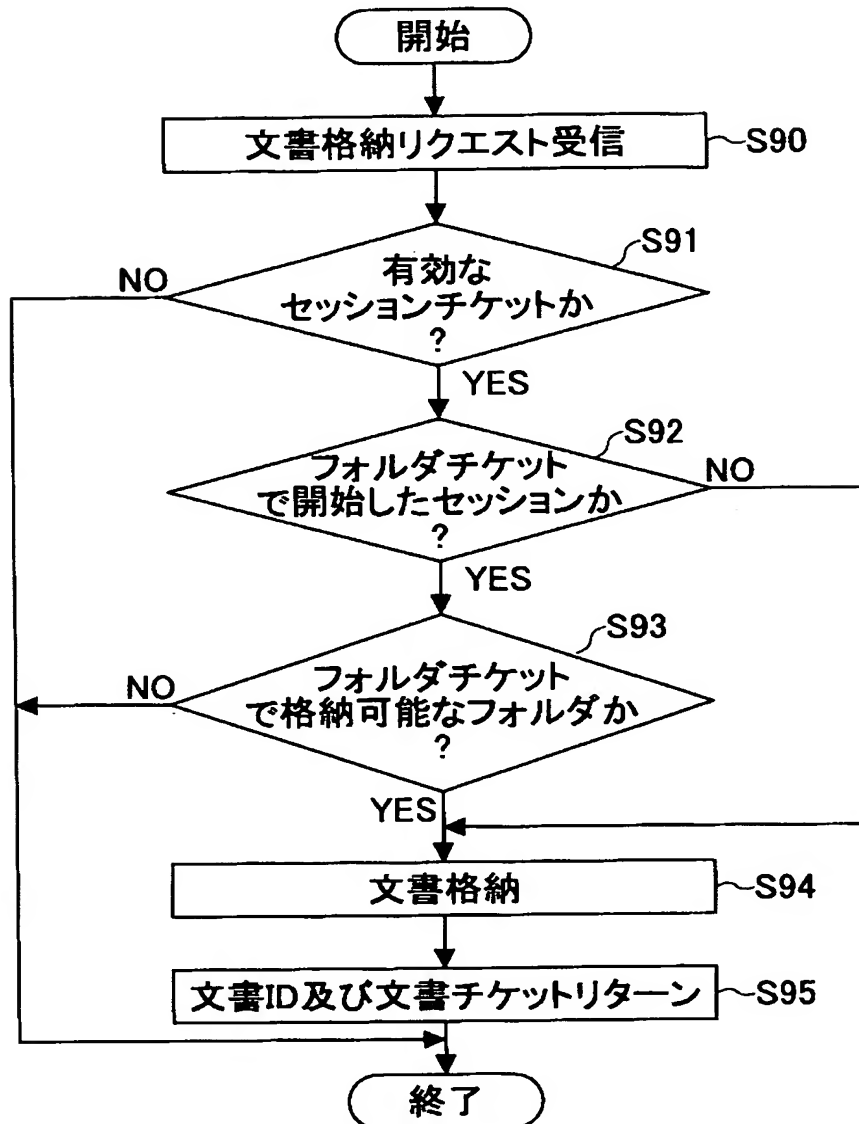 開始
文書格納リクエスト受信
S90
S91
NO
有効な
セッションチケットか
?
YES
S92
NO
フォルダチケット
で開始したセッションか
?
YES
S93
NO
フォルダチケット
で格納可能なフォルダか
?
YES
文書格納
S94
文書ID及び文書チケットリターン
S95
終了